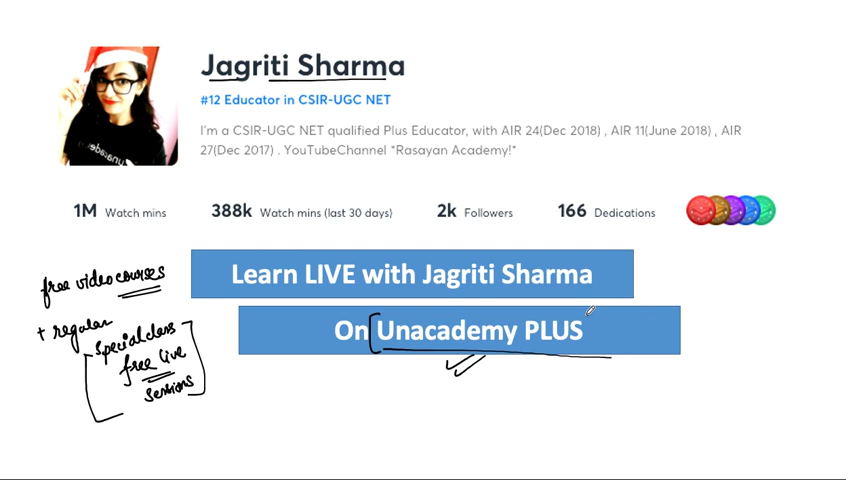 Jagriti Sharma
#12 Educator in CSIR-UGC NET
I'm a CSIR-UGC NET qualified Plus Educator, with AIR 24(Dec 2018) , AIR 11(June 2018) , AIR
27(Dec 2017) . YouTubeChannel *Rasayan Academy!*
1M Watch mins 388k Watch mins (last 30 days) 2k Followers 166 Dedications
Learn LIVE with Jagriti Sharma
On Unacademy PLUS
free video courses
+ regular
Special class
free live
sessions